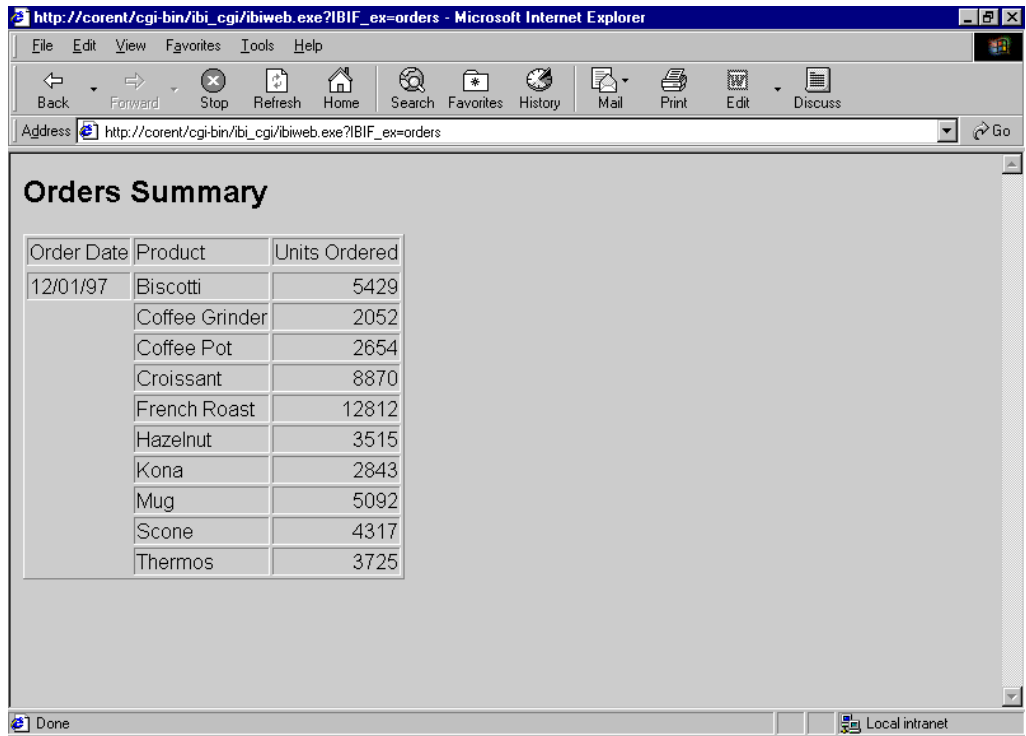 http://corent/cgi-bin/ibi_cgi/ibiweb.exe?IBIF_ex=orders - Microsoft Internet Explorer
File Edit View Favorites Tools Help
Back Forward Stop Refresh Home Search Favorites History Mail Print Edit Discuss
Address http://corent/cgi-bin/ibi_cgi/ibiweb.exe?IBIF_ex=orders Go
Orders Summary
Order Date Product Units Ordered
12/01/97 Biscotti 5429
Coffee Grinder 2052
Coffee Pot 2654
Croissant 8870
French Roast 12812
Hazelnut 3515
Kona 2843
Mug 5092
Scone 4317
Thermos 3725
Done Local intranet